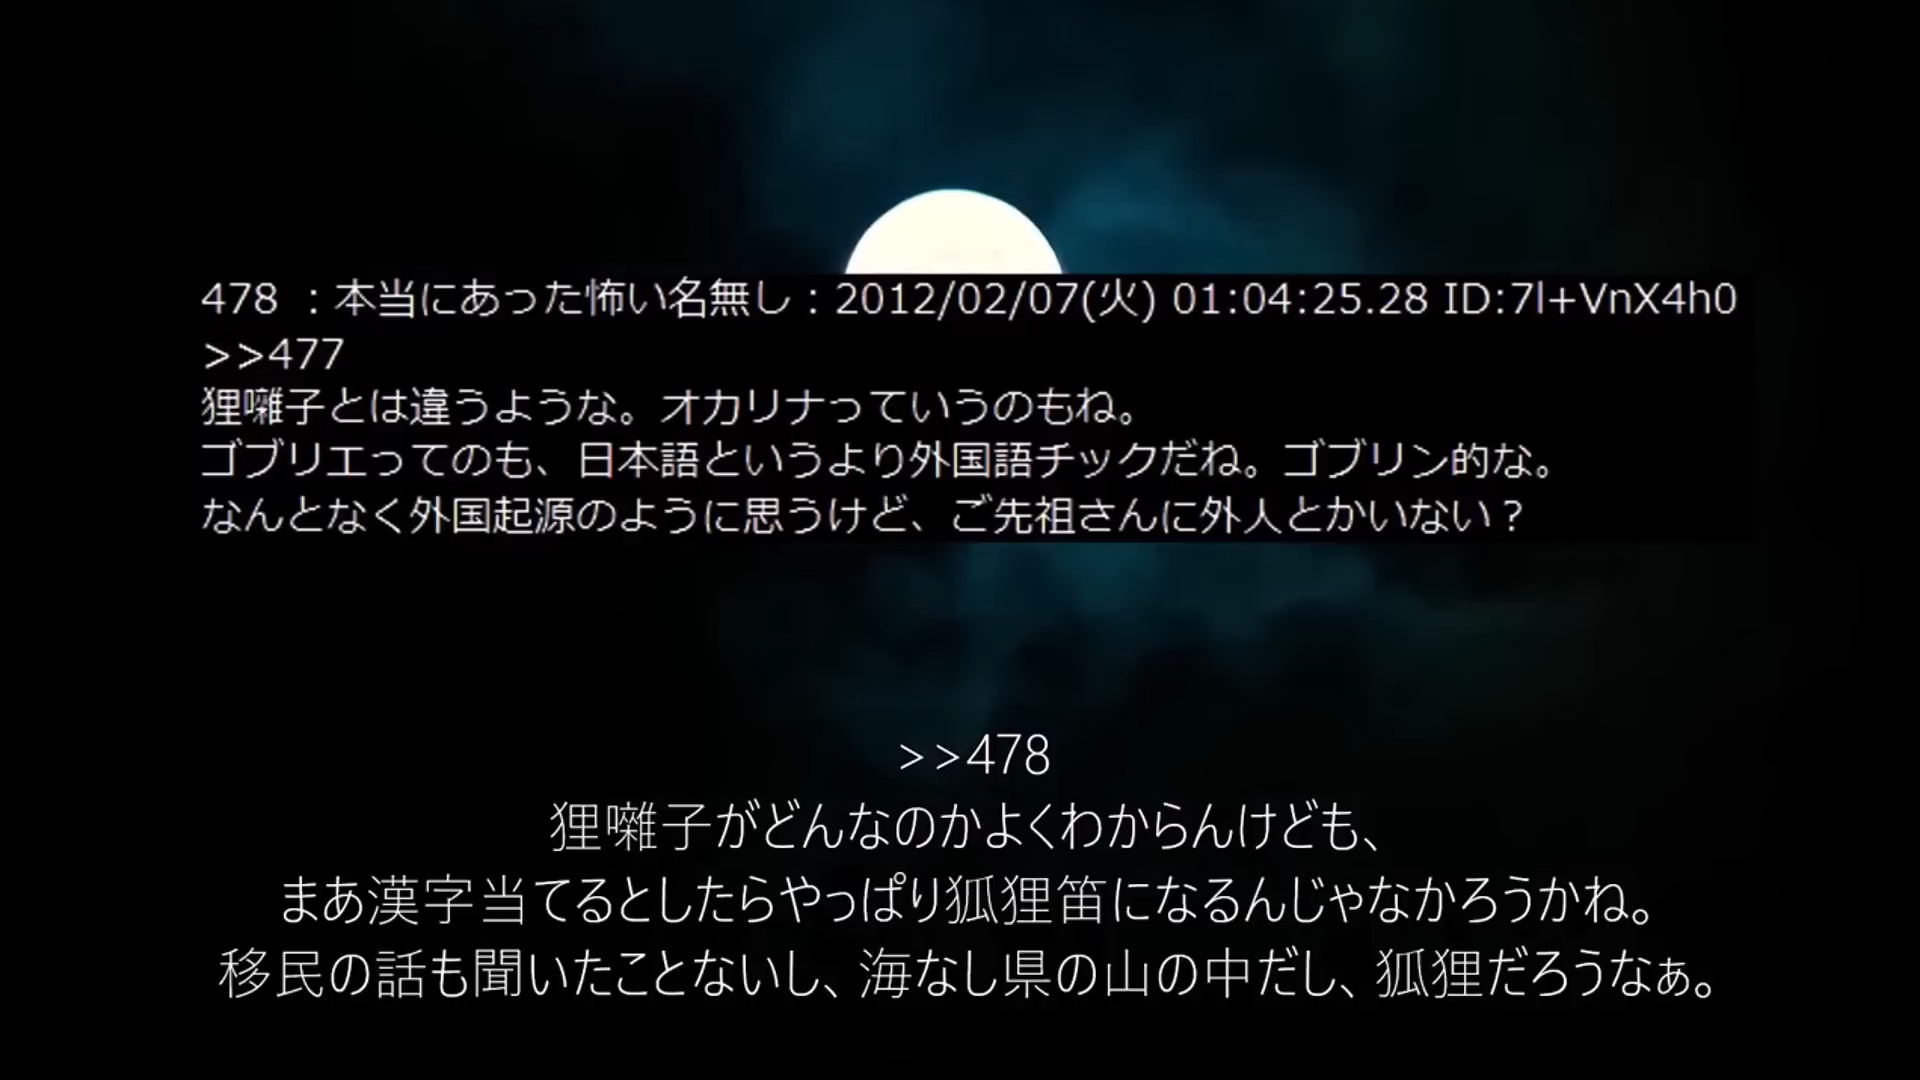 478 ：本当にあった怖い名無し：2012/02/07(火) 01:04:25.28 ID:7l+VnX4h0
>>477
狸囃子とは違うような。オカリナっていうのもね。
ゴブリエってのも、日本語というより外国語チックだね。ゴブリン的な。
なんとなく外国起源のように思うけど、ご先祖さんに外人とかいない？
>>478
狸囃子がどんなのかよくわからんけども、
まあ漢字当てるとしたらやっぱり狐狸笛になるんじゃなかろうかね。
移民の話も聞いたことないし、海なし県の山の中だし、狐狸だろうなぁ。